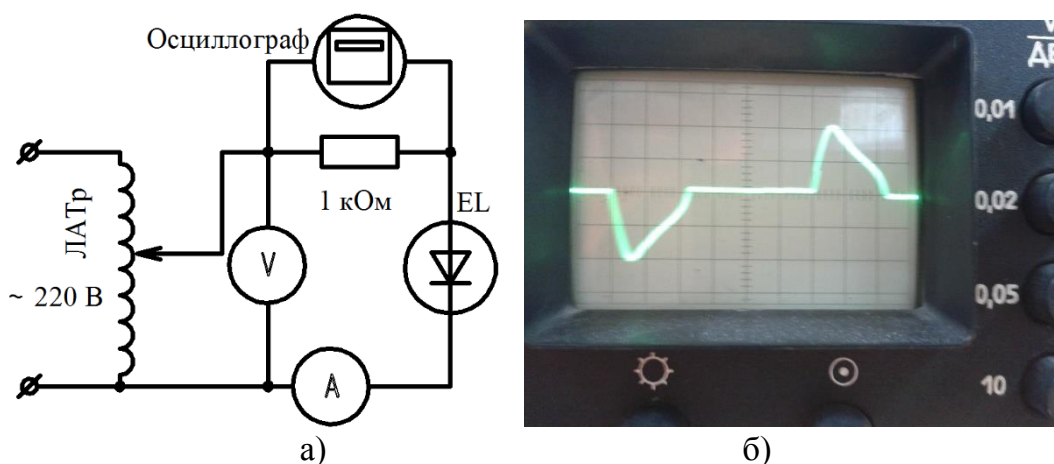 Осциллограф
1 кОм
EL
ЛАТр
V
~ 220 В
A
а)
0,01
0,02
0,05
10
б)